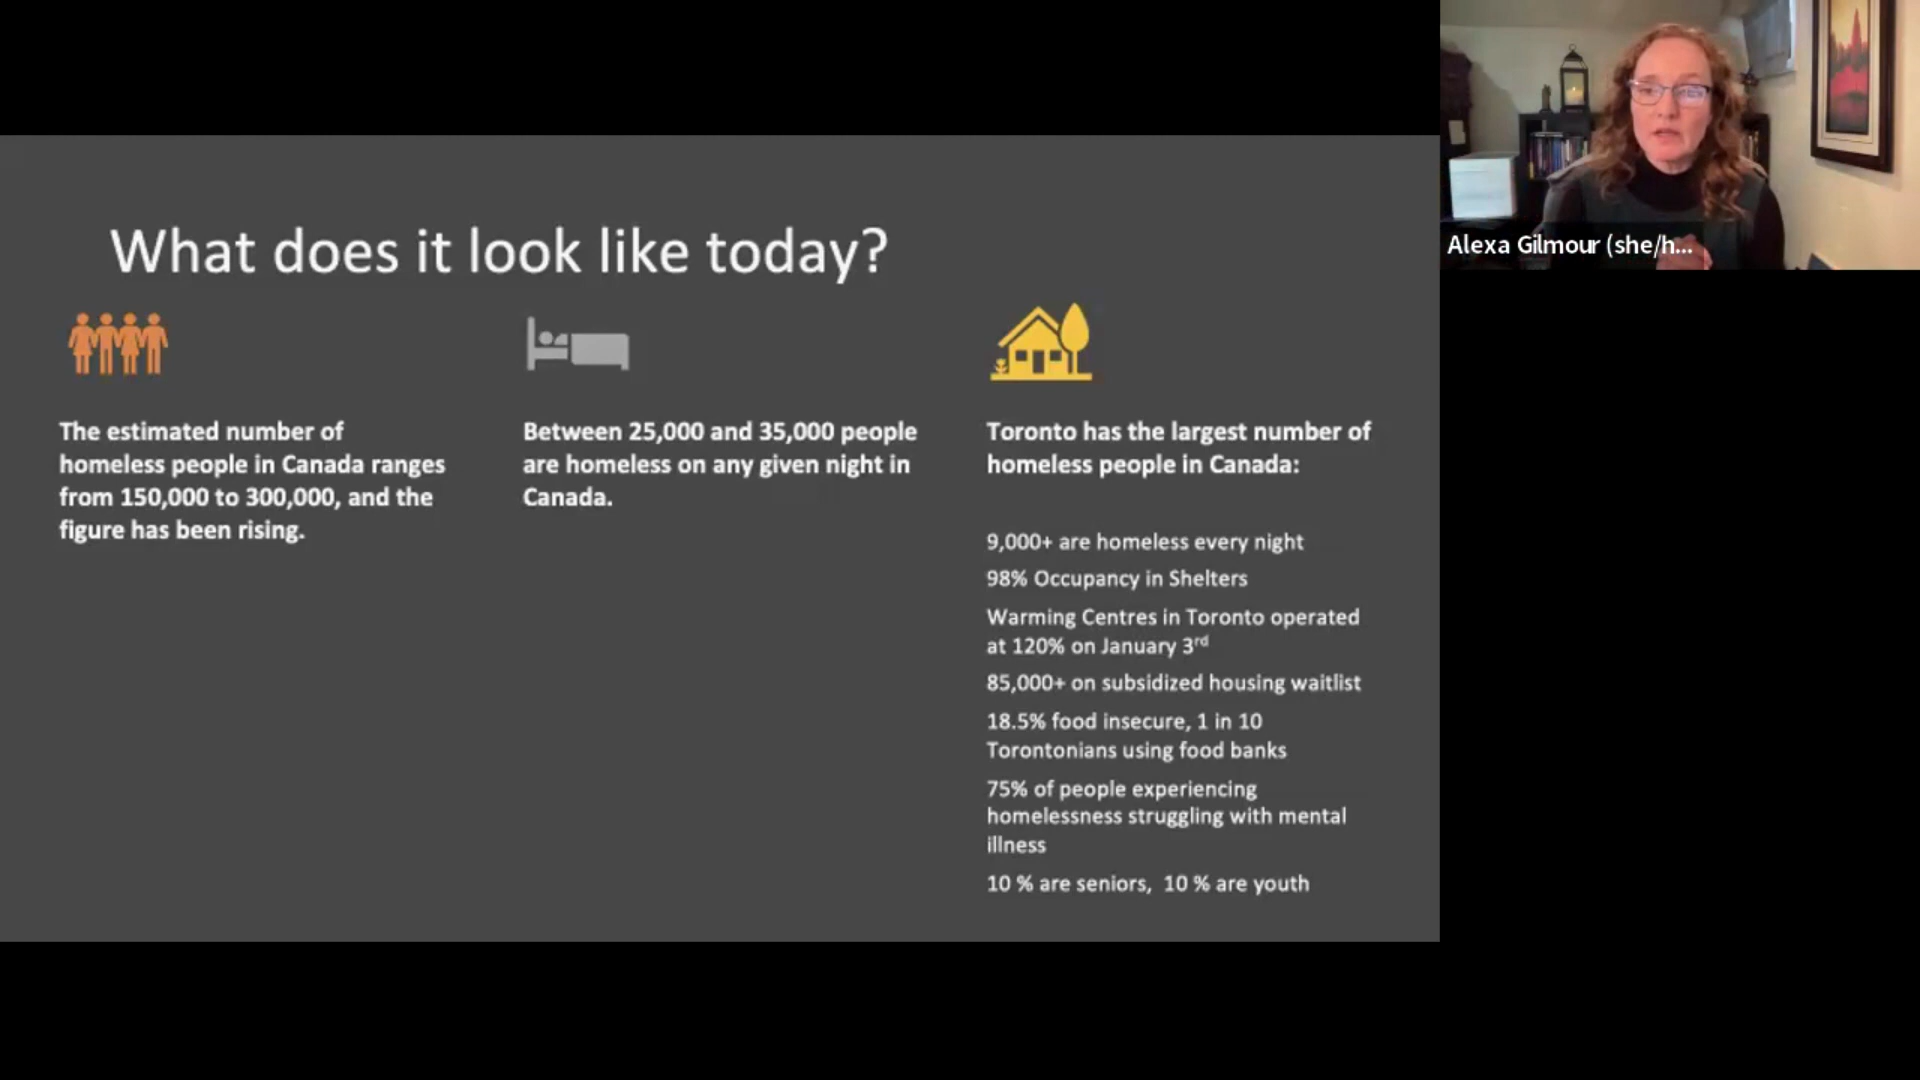 What does it look like today?
The estimated number of
homeless people in Canada ranges
from 150,000 to 300,000, and the
figure has been rising.
Between 25,000 and 35,000 people
are homeless on any given night in
Canada.
Toronto has the largest number of
homeless people in Canada:
9,000+ are homeless every night
98% Occupancy in Shelters
Warming Centres in Toronto operated
at 120% on January 3rd
85,000+ on subsidized housing waitlist
18.5% food insecure, 1 in 10
Torontonians using food banks
75% of people experiencing
homelessness struggling with mental
illness
10 % are seniors,  10 % are youth
Alexa Gilmour (she/h...